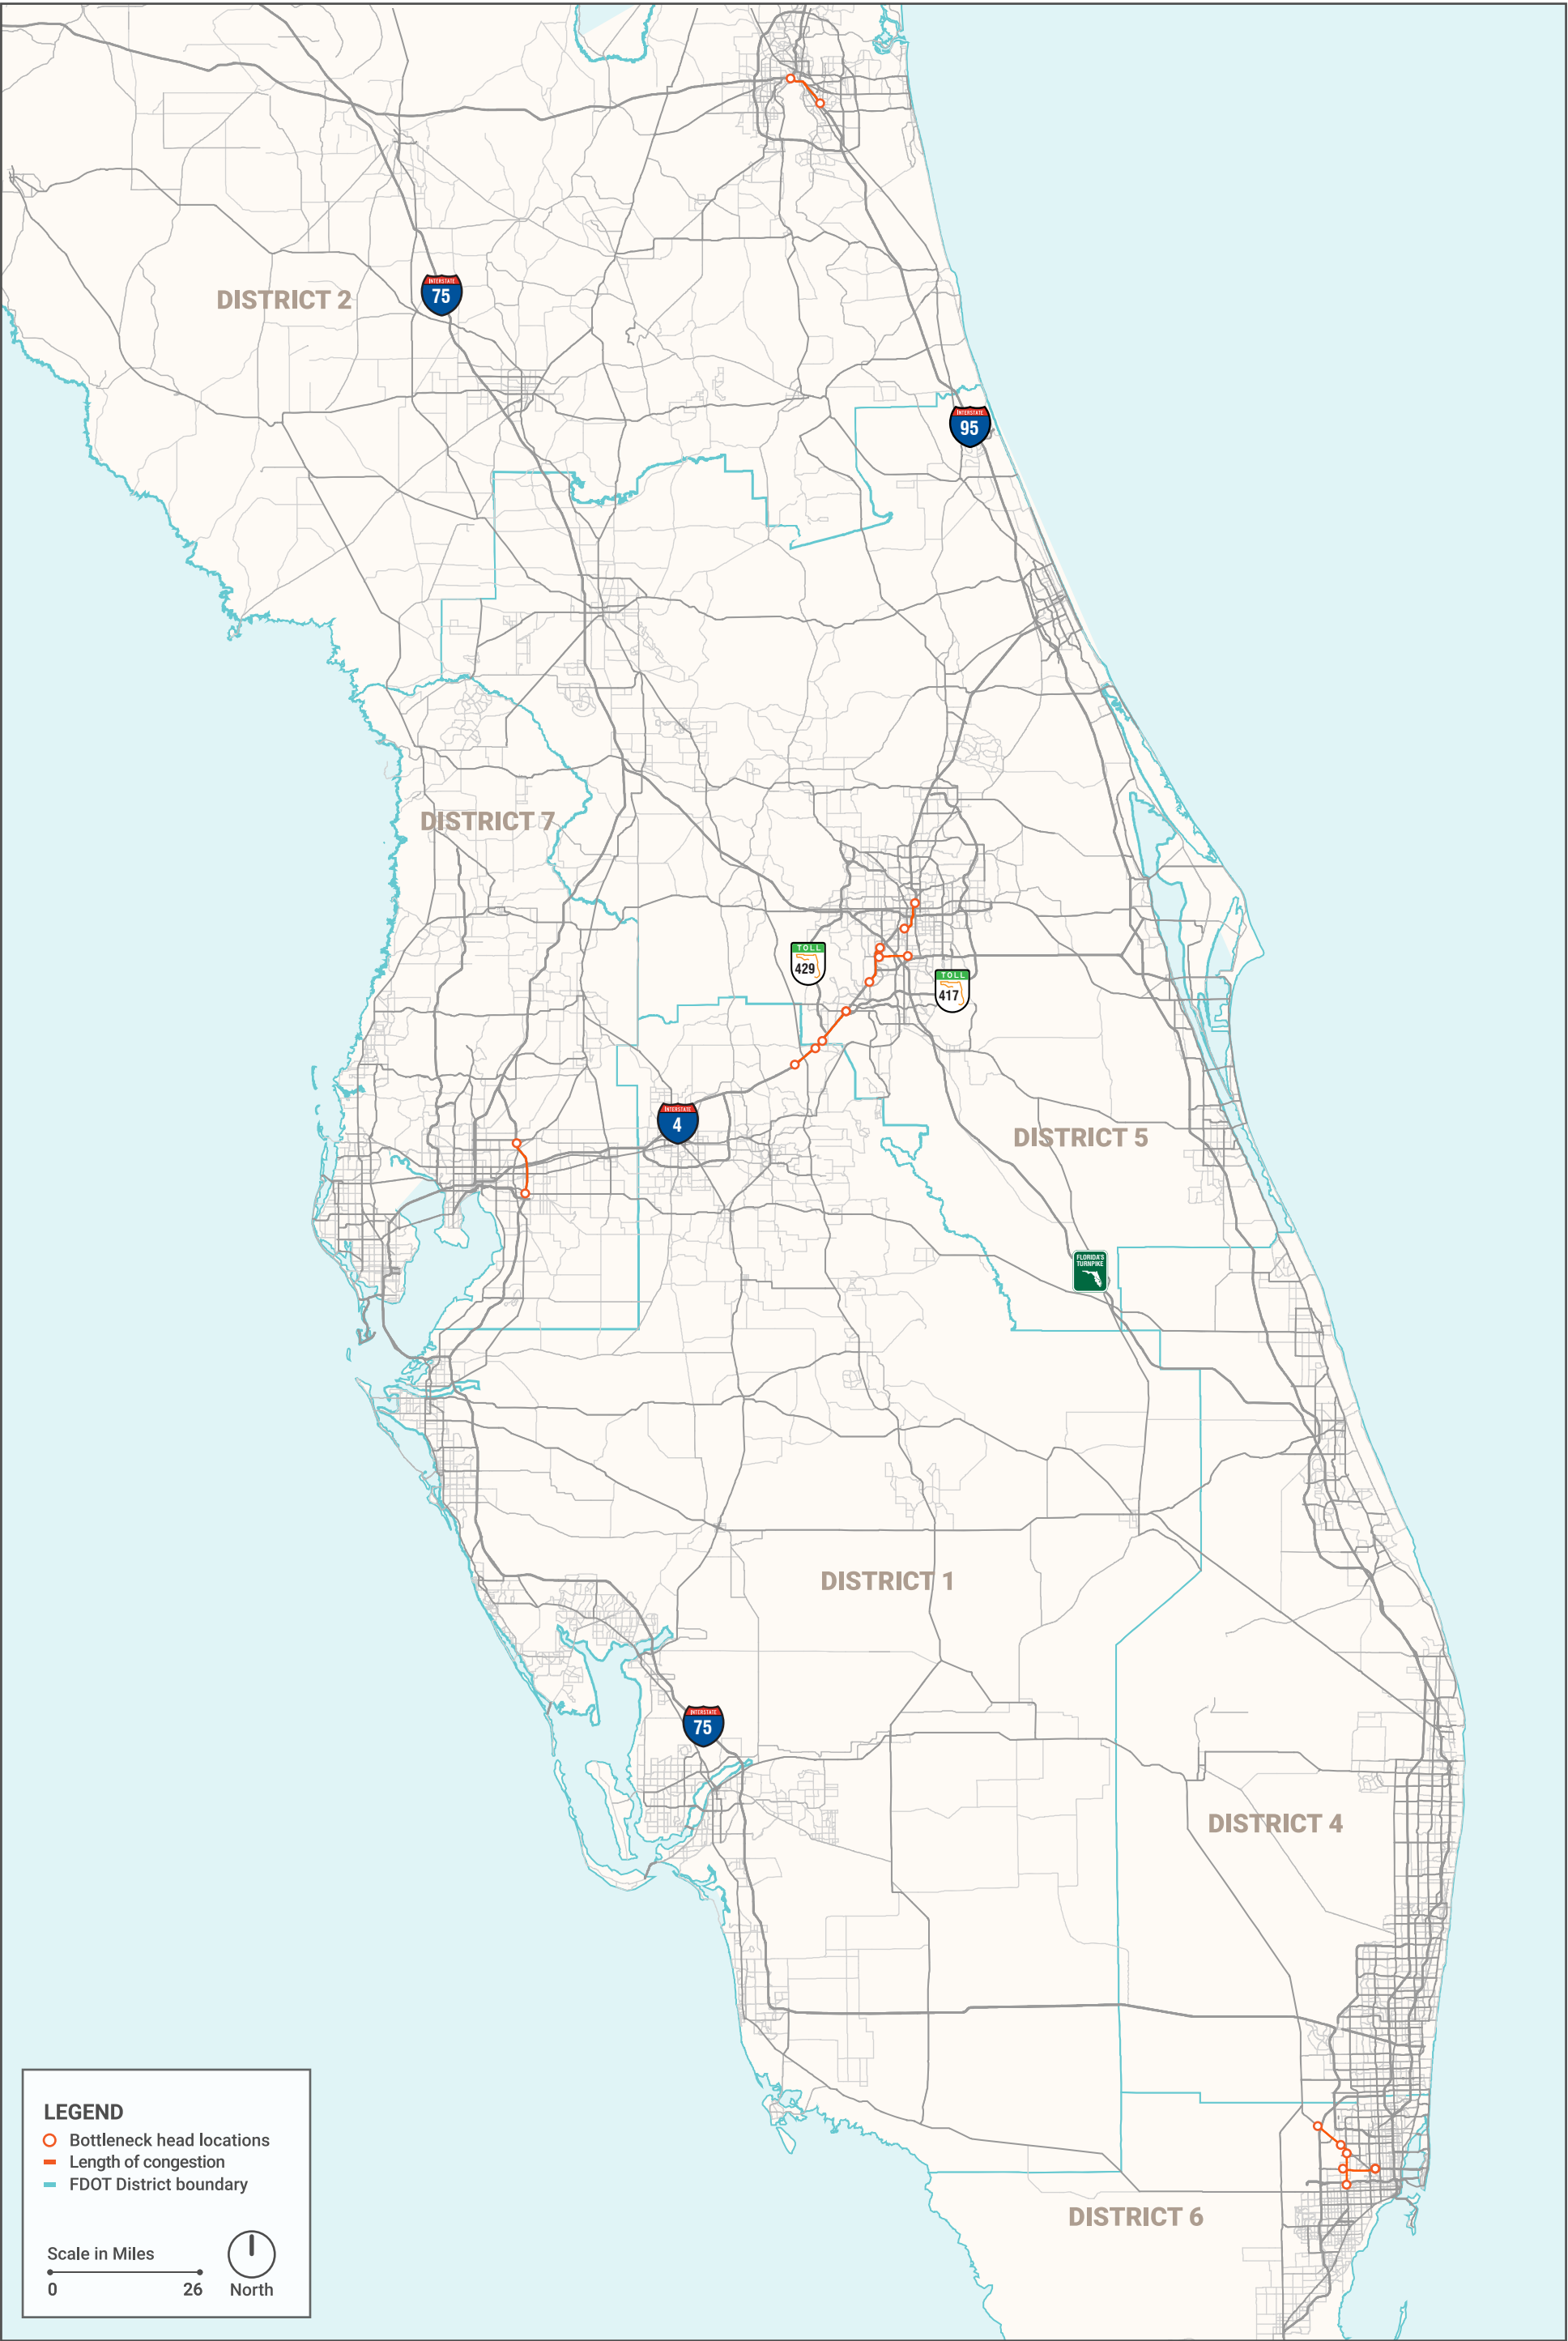 DISTRICT 2
INTERSTATE
75
INTERSTATE
95
DISTRICT 7
TOLL
429
TOLL
417
INTERSTATE
4
DISTRICT 5
FLORIDA'S
TURNPIKE
DISTRICT 1
INTERSTATE
75
DISTRICT 4
DISTRICT 6
LEGEND
Bottleneck head locations
Length of congestion
FDOT District boundary
Scale in Miles
0 26
North